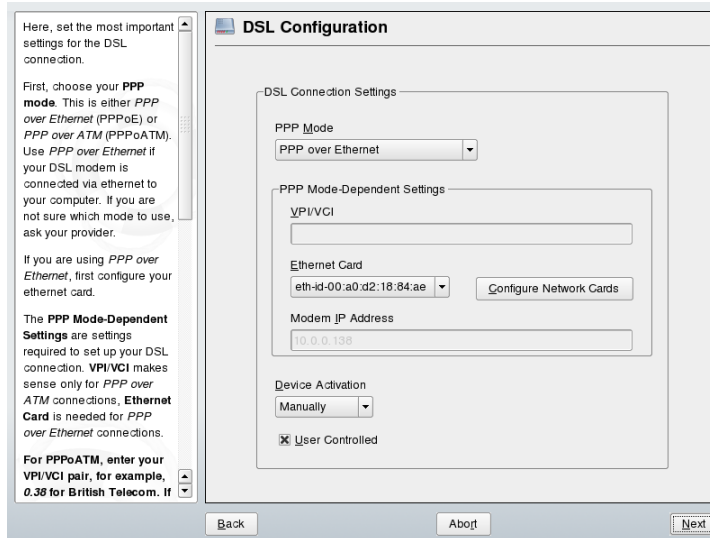 Here, set the most important
settings for the DSL
connection.
First, choose your PPP
mode. This is either PPP
over Ethernet (PPPoE) or
PPP over ATM (PPPoATM).
Use PPP over Ethernet if
your DSL modem is
connected via ethernet to
your computer. If you are
not sure which mode to use,
ask your provider.
If you are using PPP over
Ethernet, first configure your
ethernet card.
The PPP Mode-Dependent
Settings are settings
required to set up your DSL
connection. VPI/VCI makes
sense only for PPP over
ATM connections, Ethernet
Card is needed for PPP
over Ethernet connections.
For PPPoATM, enter your
VPI/VCI pair, for example,
0.38 for British Telecom. If
DSL Configuration
DSL Connection Settings
PPP Mode
PPP over Ethernet
PPP Mode-Dependent Settings
VPI/VCI
Ethernet Card
eth-id-00:a0:d2:18:84:ae
Configure Network Cards
Modem IP Address
10.0.0.138
Device Activation
Manually
User Controlled
Back
Abort
Next